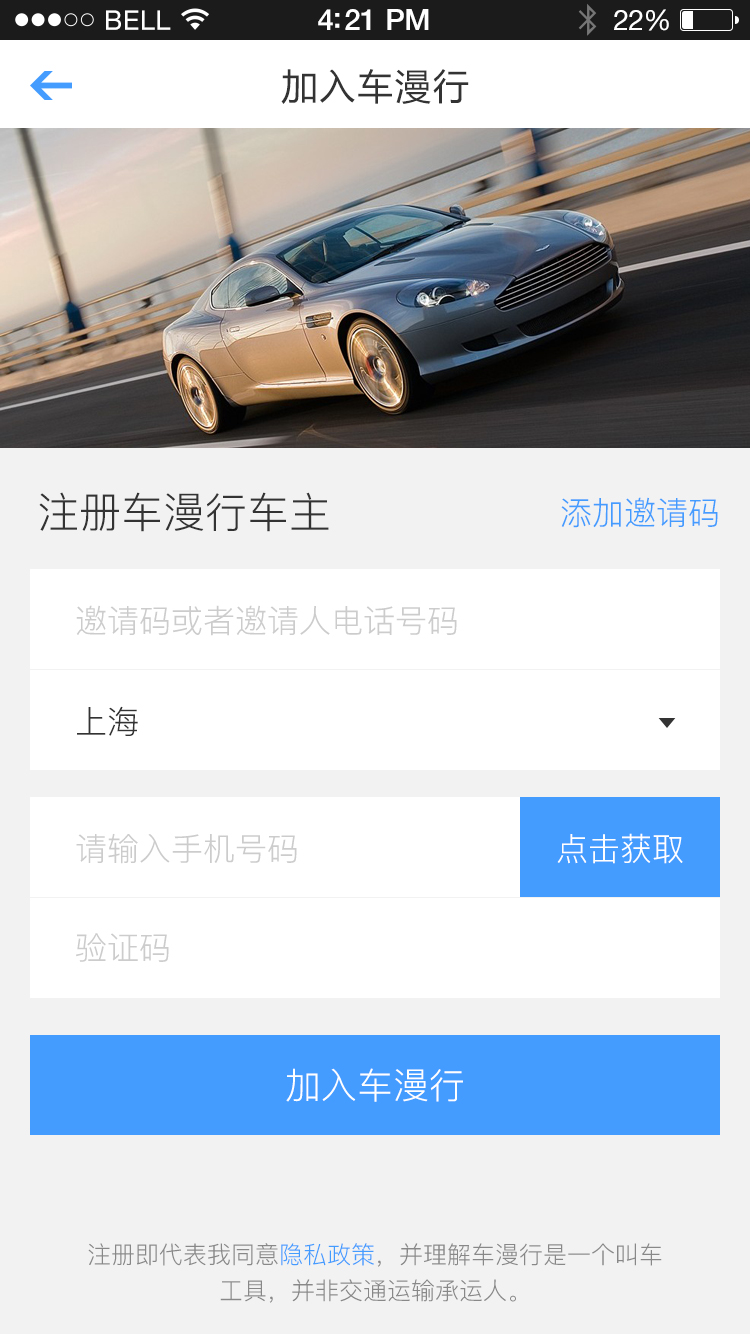 BELL 4:21 PM 22%
加入车漫行
注册车漫行车主 添加邀请码
邀请码或者邀请人电话号码
上海
请输入手机号码 点击获取
验证码
加入车漫行
注册即代表我同意隐私政策，并理解车漫行是一个叫车
工具，并非交通运输承运人。